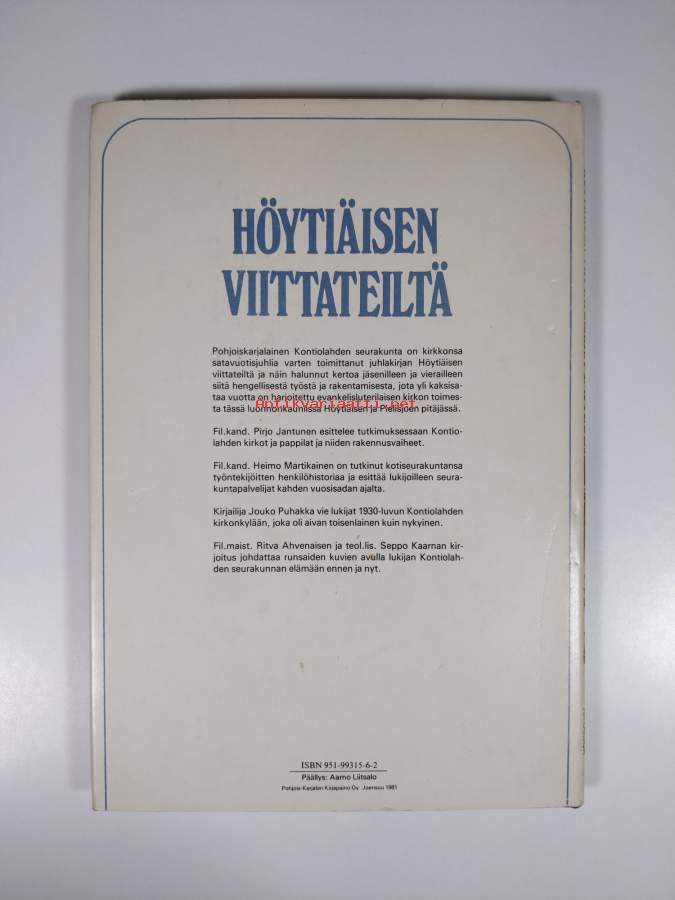 HÖYTIÄISEN
VIITTATEILTÄ
Pohjoiskarjalainen Kontiolahden seurakunta on kirkkonsa
satavuotisjuhlia varten toimittanut juhlakirjan Höytiäisen
viittateiltä ja näin halunnut kertoa jäsenilleen ja vierailleen
siitä hengellisestä työstä ja rakentamisesta, jota yli kaksisa-
taa vuotta on harjoitettu evankelisluterilaisen kirkon toimes-
Antikvariaatti.net
ta tässä luonnonkauniissa Höytiäisen ja Pielisjoen pitäjässä.
Fil.kand. Pirjo Jantunen esittelee tutkimuksessaan Kontio-
lahden kirkot ja pappilat ja niiden rakennusvaiheet.
Fil.kand. Heimo Martikainen on tutkinut kotiseurakuntansa
työntekijöitten henkilöhistoriaa ja esittää lukijoilleen seura-
kuntapalvelijat kahden vuosisadan ajalta.
Kirjailija Jouko Puhakka vie lukijat 1930-luvun Kontiolahden
kirkonkylään, joka oli aivan toisenlainen kuin nykyinen.
Fil.maist. Ritva Ahvenaisen ja teol.lis. Seppo Kaarnan kir-
joitus johdattaa runsaiden kuvien avulla lukijan Kontiolah-
den seurakunnan elämään ennen ja nyt.
ISBN 951-99315-6-2
Päällys: Aarno Liitsalo
Pohjois-Karjalan Kirjapaino Oy Joensuu 1981